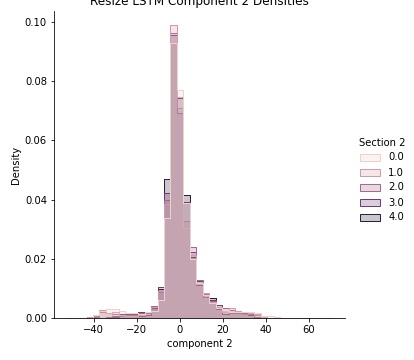 Resize LSTM Component 2 Densities
0.10
0.08
0.06
0.04
0.02
0.00
Density
−40 −20 0 20 40 60
component 2
Section 2
0.0
1.0
2.0
3.0
4.0